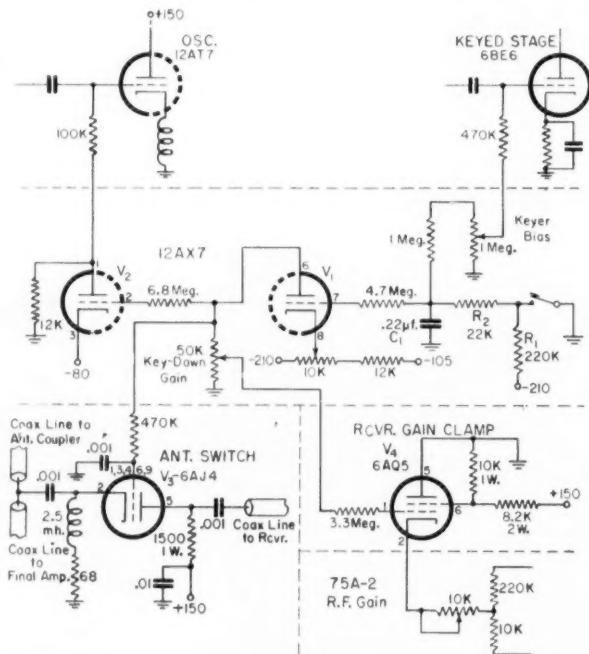 +150
OSC.
12AT7
KEYED STAGE
6BE6
100K
470K
12AX7
1 Meg.
1 Meg.
Keyer
Bias
V2
V1
1
2
3
6.8 Meg.
6
7
8
4.7 Meg.
.22µf.
C1
R2
22K
R1
220K
-210
12K
-80
50K
Key-Down
Gain
-210
10K
12K
-105
470K
Coax Line to
Ant. Coupler
.001
.001
1,3,4,6,9
ANT. SWITCH
V3-6AJ4
2
5
.001
Coax Line
to Rcvr.
2.5
mh.
Coax Line
to
Final Amp.
68
1500
1 W.
.01
+150
RCVR. GAIN CLAMP
V4
6AQ5
5
1
6
2
10K
1W.
+150
8.2K
2W.
3.3 Meg.
75A-2
R.F. Gain
10K
220K
10K